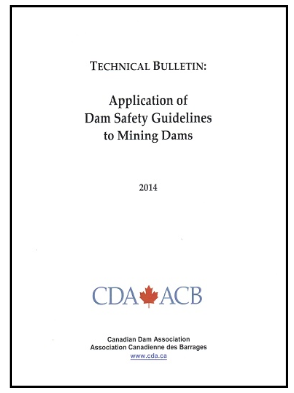 TECHNICAL BULLETIN:
Application of
Dam Safety Guidelines
to Mining Dams
2014
CDA ACB
Canadian Dam Association
Association Canadienne des Barrages
www.cda.ca